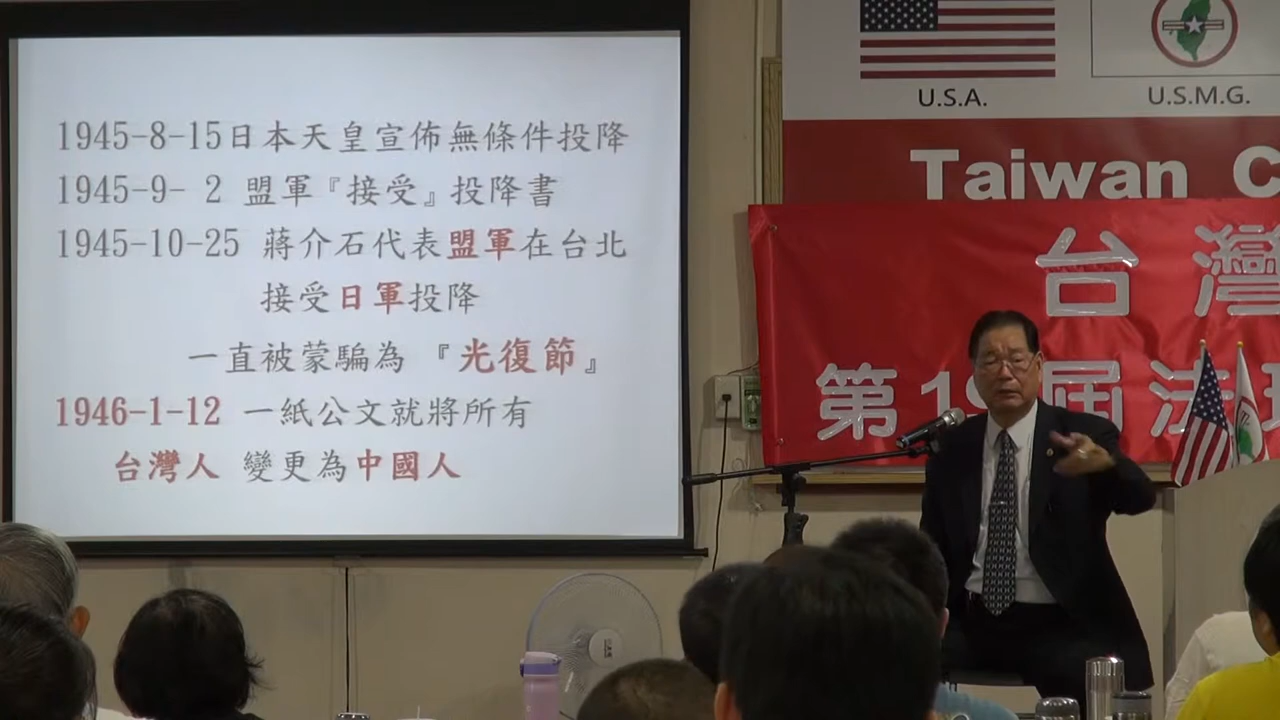 1945-8-15日本天皇宣佈無條件投降
1945-9- 2 盟軍『接受』投降書
1945-10-25 蔣介石代表盟軍在台北
接受日軍投降
一直被蒙騙為 『光復節』
1946-1-12 一紙公文就將所有
台灣人 變更為中國人
U.S.A.
U.S.M.G.
Taiwan C
台灣
第19屆法理